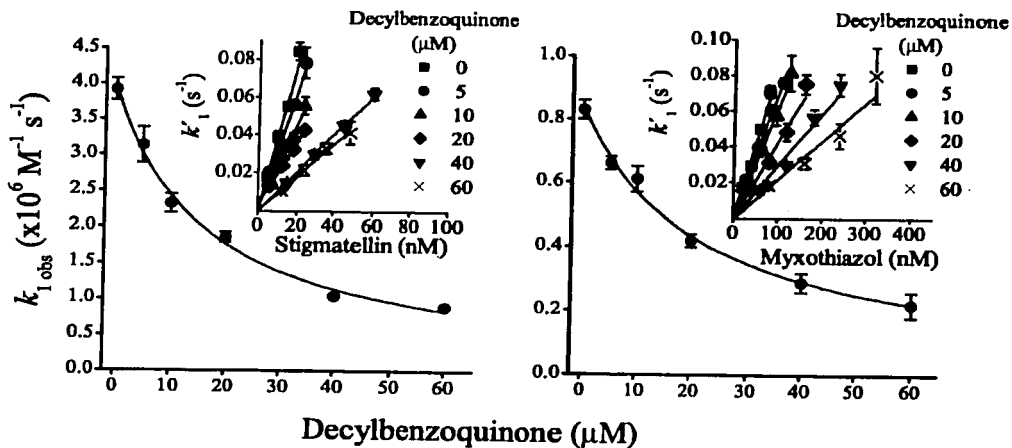 k₁ obs (x10⁶ M⁻¹ s⁻¹)
4.5
4.0
3.5
3.0
2.5
2.0
1.5
1.0
0.5
0.0
0 10 20 30 40 50 60
k'₁ (s⁻¹)
0.08
0.06
0.04
0.02
0 20 40 60 80 100
Stigmatellin (nM)
Decylbenzoquinone
(μM)
0
5
10
20
40
60
1.0
0.8
0.6
0.4
0.2
0.0
0 10 20 30 40 50 60
k'₁ (s⁻¹)
0.10
0.08
0.06
0.04
0.02
0 100 200 300 400
Myxothiazol (nM)
Decylbenzoquinone
(μM)
0
5
10
20
40
60
Decylbenzoquinone (μM)